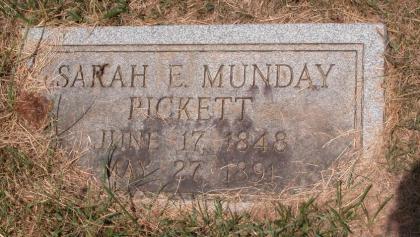 SARAH E. MUNDAY
PICKETT
JUNE 17, 1848
MAY 27, 1891